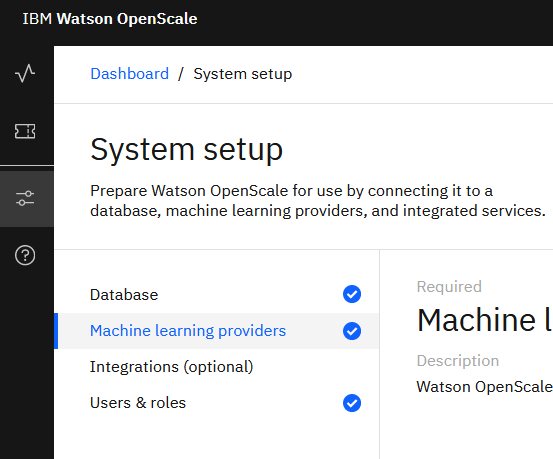 IBM Watson OpenScale
Dashboard / System setup
System setup
Prepare Watson OpenScale for use by connecting it to a
database, machine learning providers, and integrated services.
Database
Machine learning providers
Integrations (optional)
Users & roles
Required
Machine l
Description
Watson OpenScale